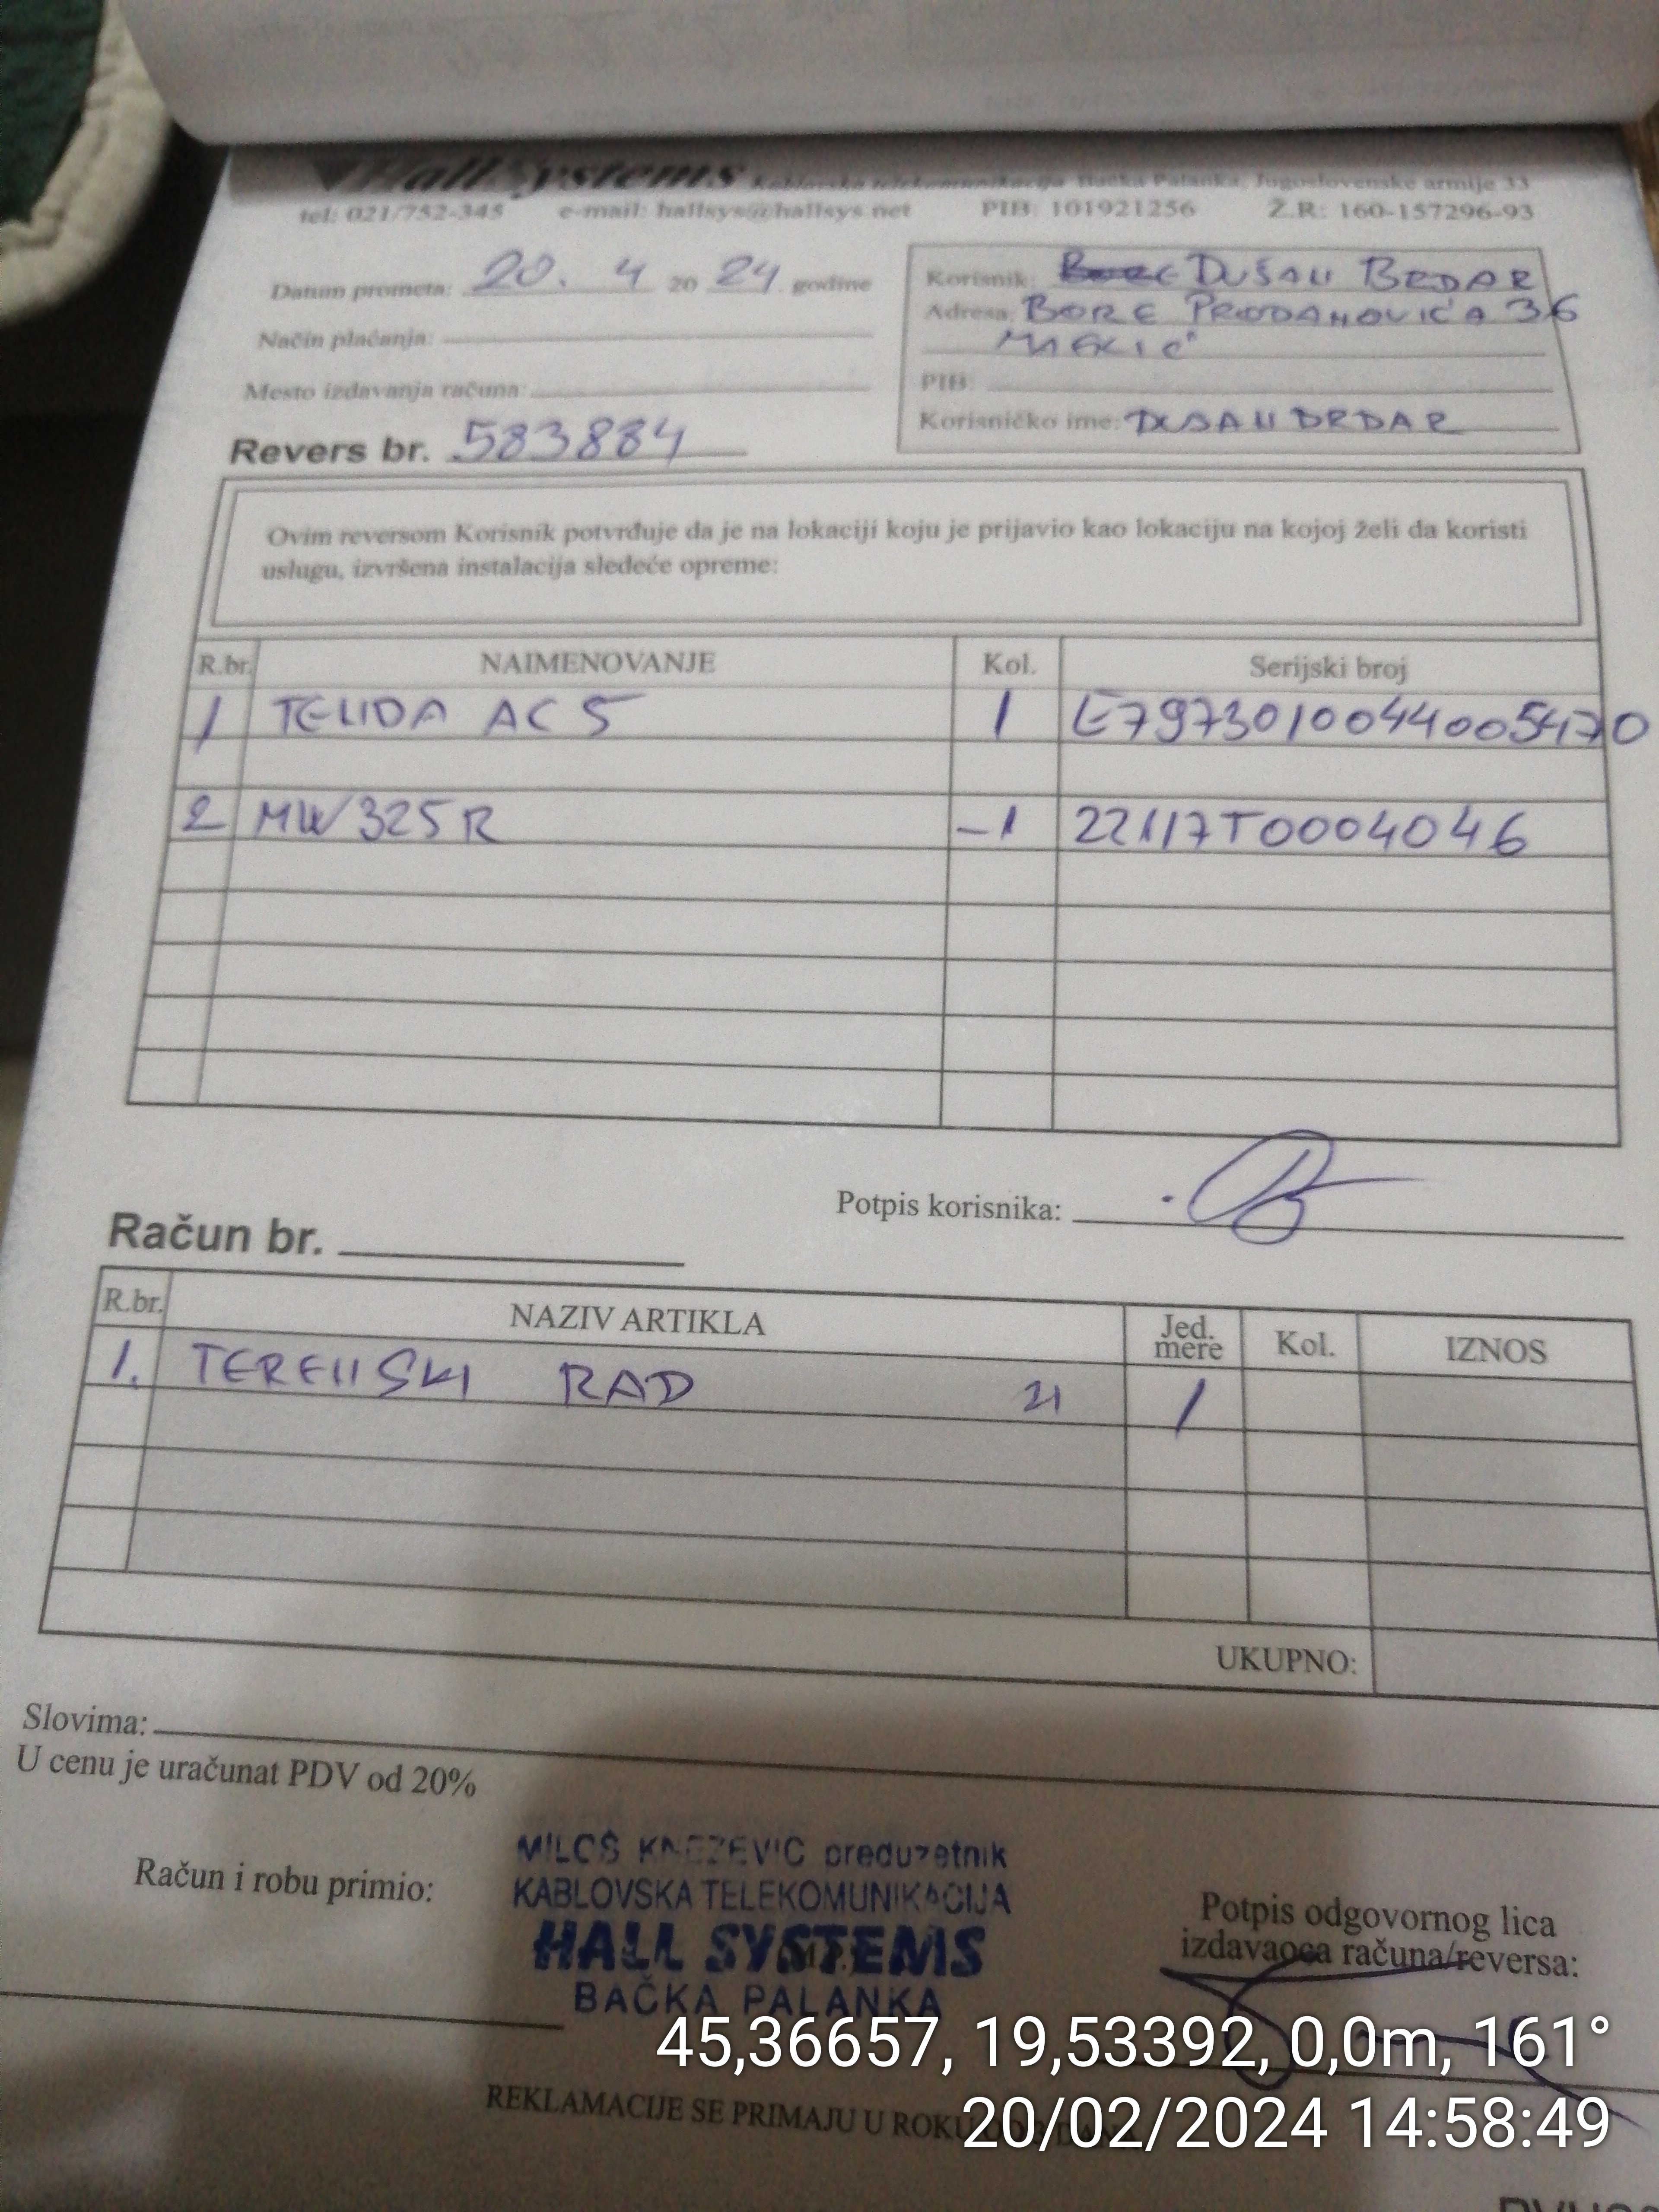 Hall Systems Kablovska telekomunikacija Bačka Palanka, Jugoslovenske armije 33
tel: 021/752-345 e-mail: hallsys@hallsys.net PIB: 101921256 Ž.R: 160-157296-93
Datum prometa: 20. 4 20 24 godine
Način plaćanja:
Mesto izdavanja računa:
Revers br. 583884
Korisnik: DUŠAN BRDAR
Adresa: BORE PRODANOVIĆA 36
PIB:
Korisničko ime: DUSAN BRDAR
Ovim reversom Korisnik potvrđuje da je na lokaciji koju je prijavio kao lokaciju na kojoj želi da koristi
uslugu, izvršena instalacija sledeće opreme:
R.br. NAIMENOVANJE Kol. Serijski broj
1 TENDA AC5 1 E7973010044005470
2 MW325R -1 22117T0004046
Potpis korisnika:
Račun br.
R.br. NAZIV ARTIKLA Jed. mere Kol. IZNOS
1. TERENSKI RAD 21 1
UKUPNO:
Slovima:
U cenu je uračunat PDV od 20%
Račun i robu primio:
MILOŠ KNEZEVIC preduzetnik
KABLOVSKA TELEKOMUNIKACIJA
HALL SYSTEMS
BAČKA PALANKA
Potpis odgovornog lica
izdavaoca računa/reversa:
45,36657, 19,53392, 0,0m, 161°
REKLAMACIJE SE PRIMAJU U ROKU
20/02/2024 14:58:49